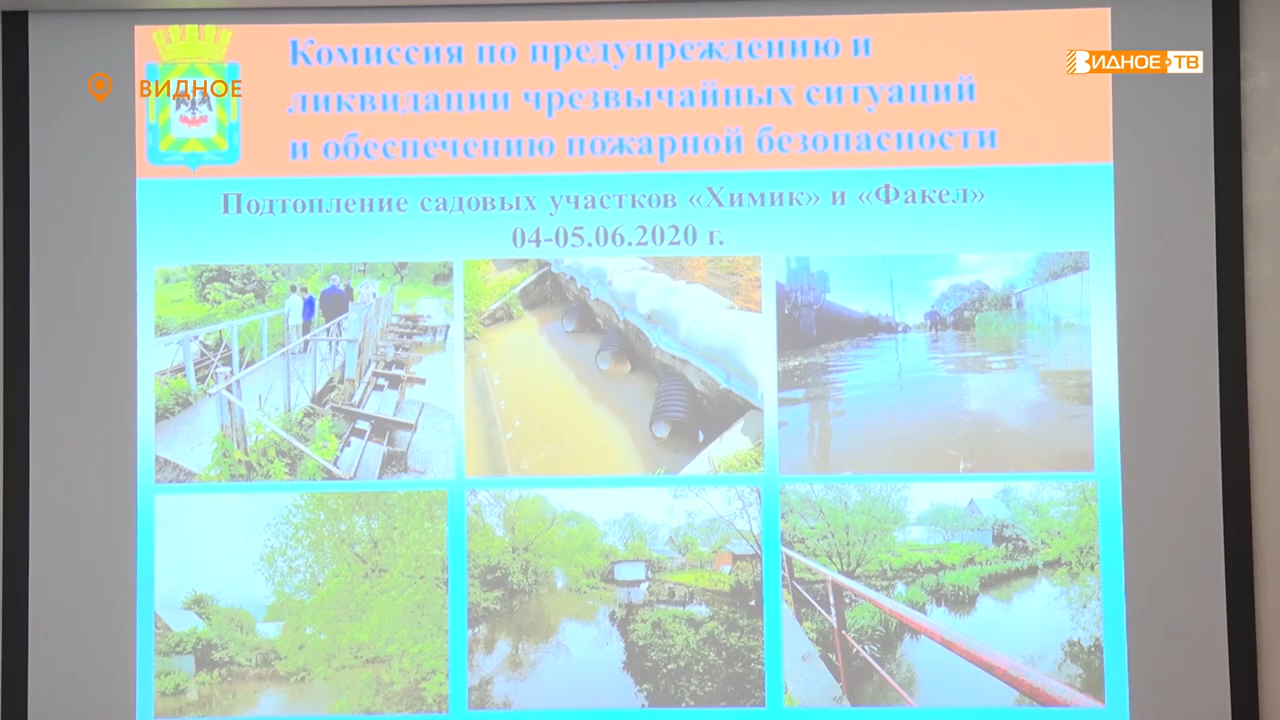 Комиссия по предупреждению и
ликвидации чрезвычайных ситуаций
и обеспечению пожарной безопасности
ВИДНОЕ
ВИДНОЕ ТВ
Подтопление садовых участков «Химик» и «Факел»
04-05.06.2020 г.